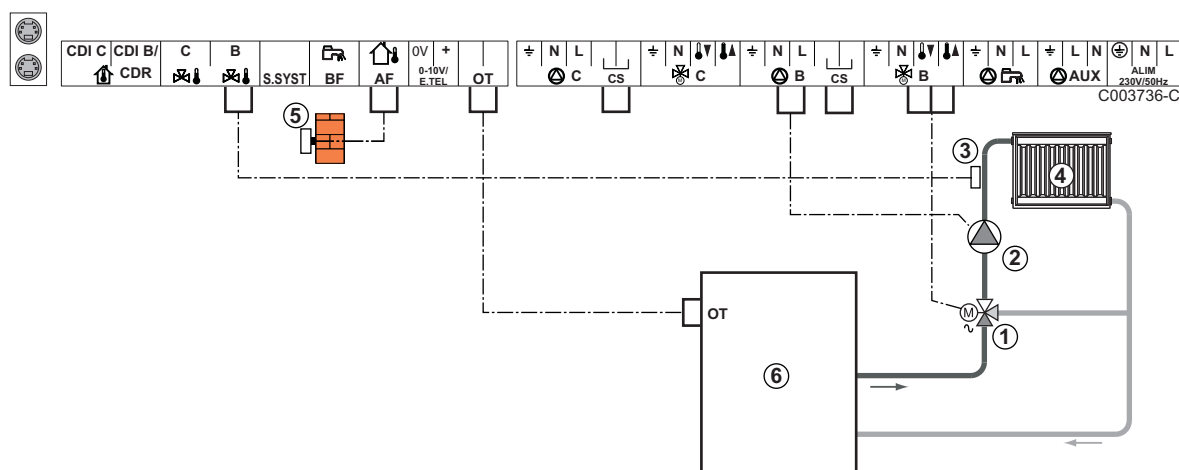 CDI C CDI B/ C B 0V + N L N N L N N L L N N L
CDR S.SYST BF AF 0-10V/ E.TEL OT C CS C B CS B AUX ALIM 230V/50Hz
C003736-C
5
3
4
2
OT
M
1
6